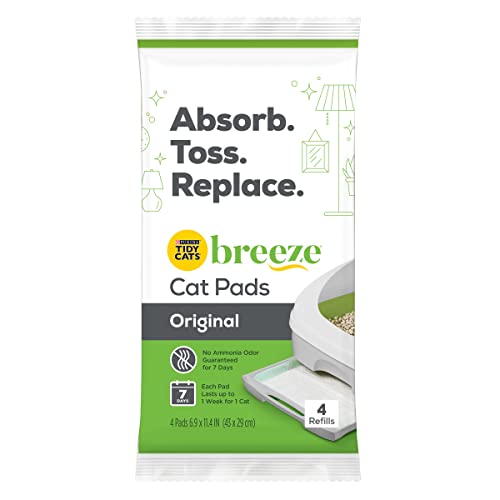 Absorb.
Toss.
Replace.
PURINA
TIDY
CATS
breeze
Cat Pads
Original
No Ammonia Odor
Guaranteed
for 7 Days
7
DAYS
Each Pad
Lasts up to
1 Week for 1 Cat
4 Pads 6.9 x 11.4 IN (43 x 29 cm)
4
Refills